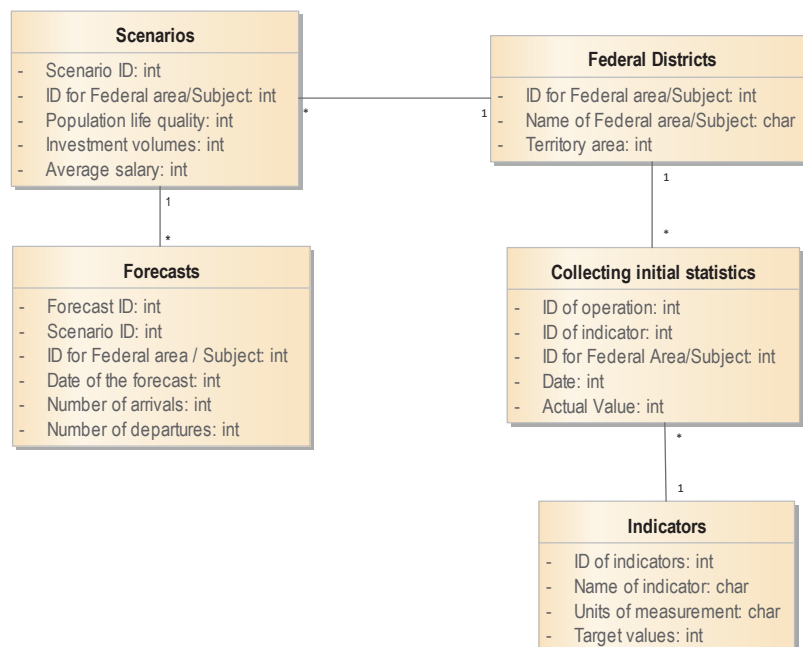 Scenarios
- Scenario ID: int
- ID for Federal area/Subject: int
- Population life quality: int
- Investment volumes: int
- Average salary: int
*
1
Federal Districts
- ID for Federal area/Subject: int
- Name of Federal area/Subject: char
- Territory area: int
1
*
1
*
Forecasts
- Forecast ID: int
- Scenario ID: int
- ID for Federal area / Subject: int
- Date of the forecast: int
- Number of arrivals: int
- Number of departures: int
Collecting initial statistics
- ID of operation: int
- ID of indicator: int
- ID for Federal Area/Subject: int
- Date: int
- Actual Value: int
*
1
Indicators
- ID of indicators: int
- Name of indicator: char
- Units of measurement: char
- Target values: int